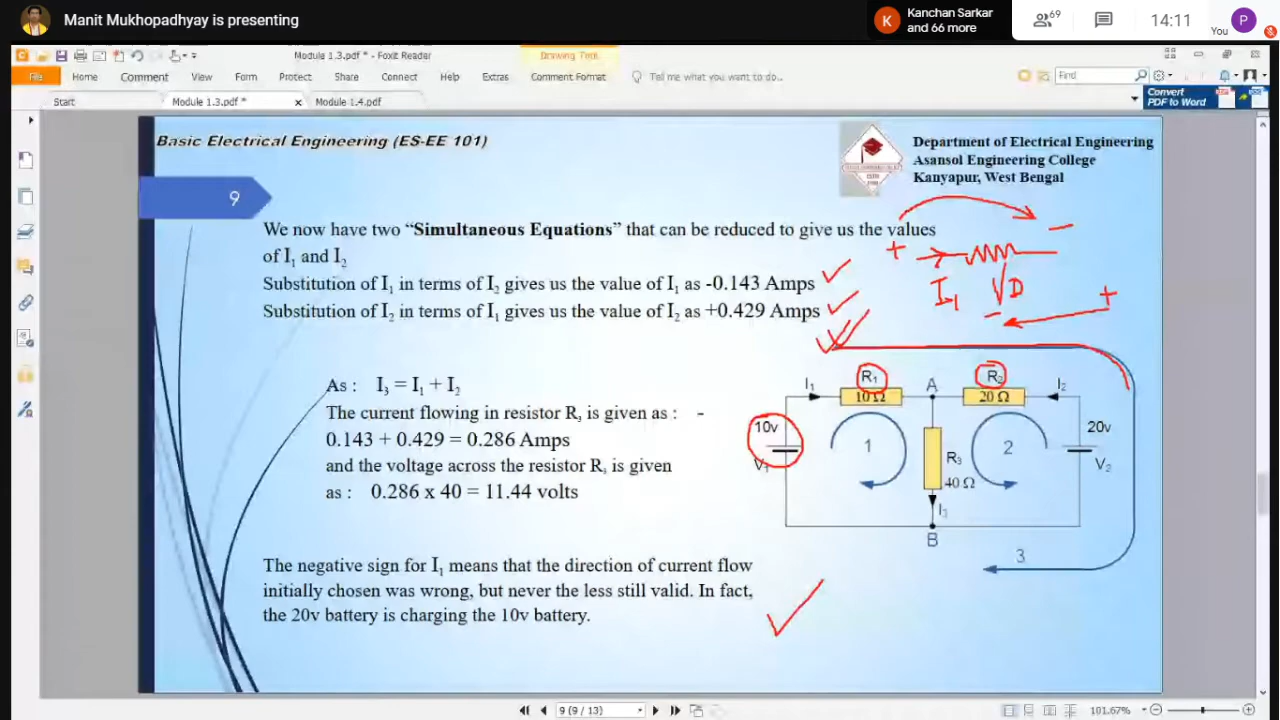 Manit Mukhopadhyay is presenting
K
Kanchan Sarkar
and 66 more
69
14:11
You
P
Module 1.3.pdf * - Foxit Reader
Drawing Tool
File
Home
Comment
View
Form
Protect
Share
Connect
Help
Extras
Comment Format
Tell me what you want to do...
Find
Start
Module 1.3.pdf *
Module 1.4.pdf
Convert
PDF to Word
Basic Electrical Engineering (ES-EE 101)
Department of Electrical Engineering
Asansol Engineering College
Kanyapur, West Bengal
9
We now have two “Simultaneous Equations” that can be reduced to give us the values
of I1 and I2
Substitution of I1 in terms of I2 gives us the value of I1 as -0.143 Amps
Substitution of I2 in terms of I1 gives us the value of I2 as +0.429 Amps
As : I3 = I1 + I2
The current flowing in resistor R3 is given as : -
0.143 + 0.429 = 0.286 Amps
and the voltage across the resistor R3 is given
as : 0.286 x 40 = 11.44 volts
The negative sign for I1 means that the direction of current flow
initially chosen was wrong, but never the less still valid. In fact,
the 20v battery is charging the 10v battery.
+ -
I1 VD +
-
I1 R1 A R2 I2
10 Ω 20 Ω
10v 20v
1 2
V1 R3 V2
40 Ω
I3
B
3
9 (9 / 13)
101.67%